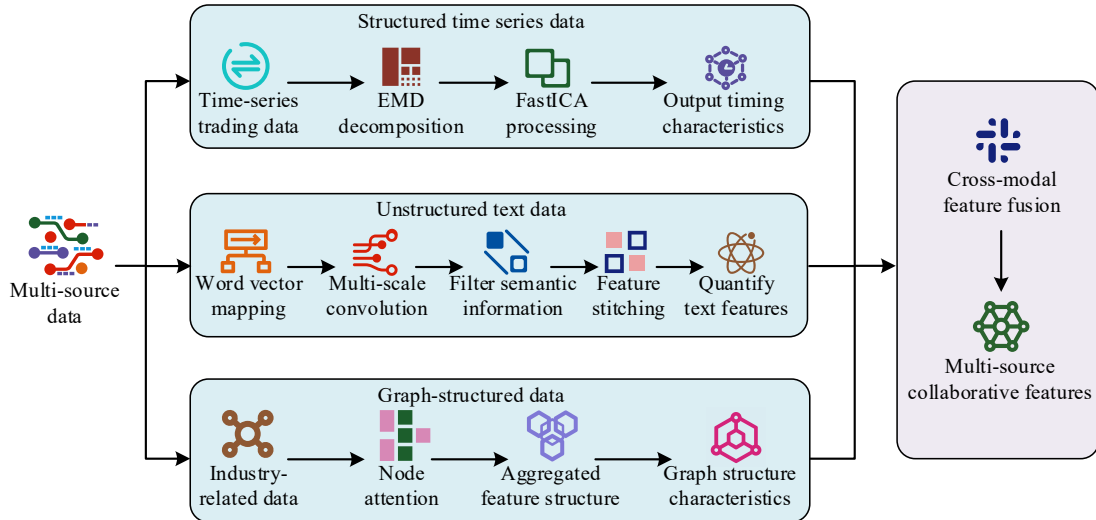 Structured time series data
Time-series
trading data
EMD
decomposition
FastICA
processing
Output timing
characteristics
Multi-source
data
Unstructured text data
Word vector
mapping
Multi-scale
convolution
Filter semantic
information
Feature
stitching
Quantify
text features
Graph-structured data
Industry-
related data
Node
attention
Aggregated
feature structure
Graph structure
characteristics
Cross-modal
feature fusion
Multi-source
collaborative features